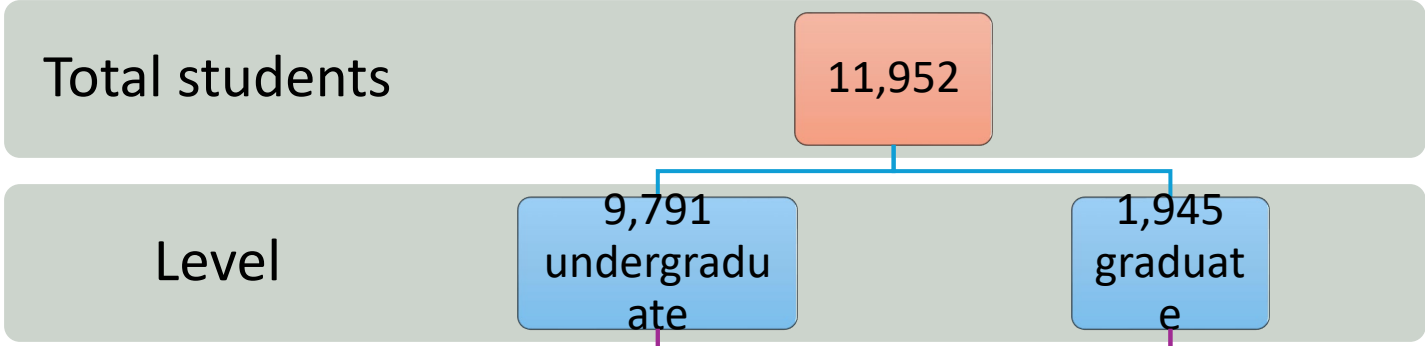 Total students
11,952
Level
9,791
undergradu
ate
1,945
graduat
e